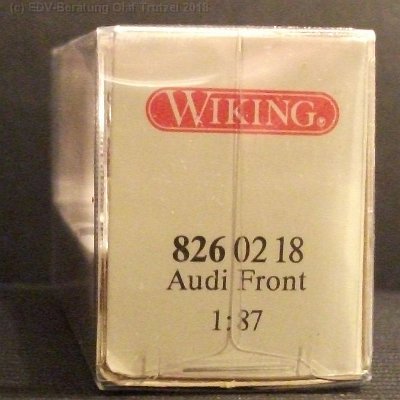 (c) EDV-Beratung Olaf Trutzel 2018
WIKING®
826 02 18
Audi Front
1:87